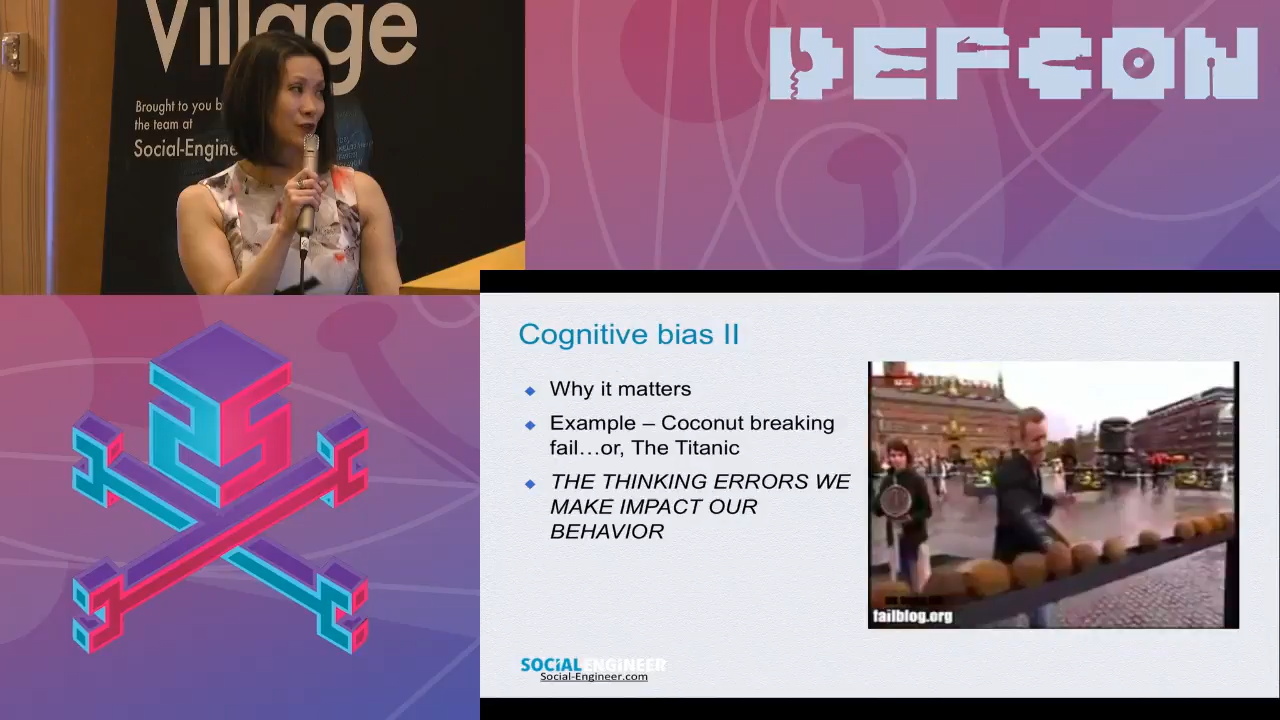 Village
Brought to you b
the team at
Social-Engine
DEFCON
Cognitive bias II
Why it matters
Example – Coconut breaking
fail…or, The Titanic
THE THINKING ERRORS WE
MAKE IMPACT OUR
BEHAVIOR
failblog.org
SOCIAL ENGINEER
Social-Engineer.com